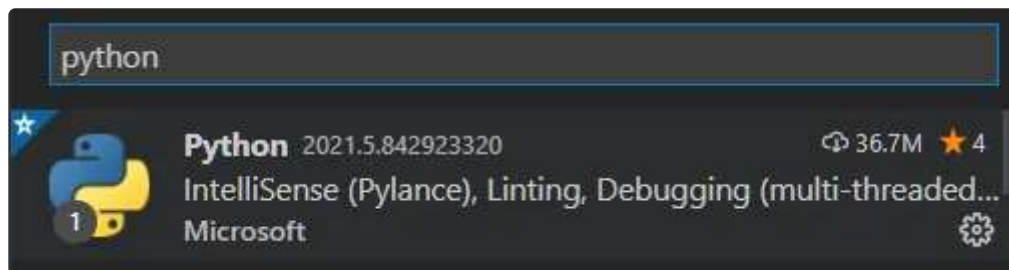 python
Python 2021.5.842923320 36.7M 4
IntelliSense (Pylance), Linting, Debugging (multi-threaded...
1
Microsoft